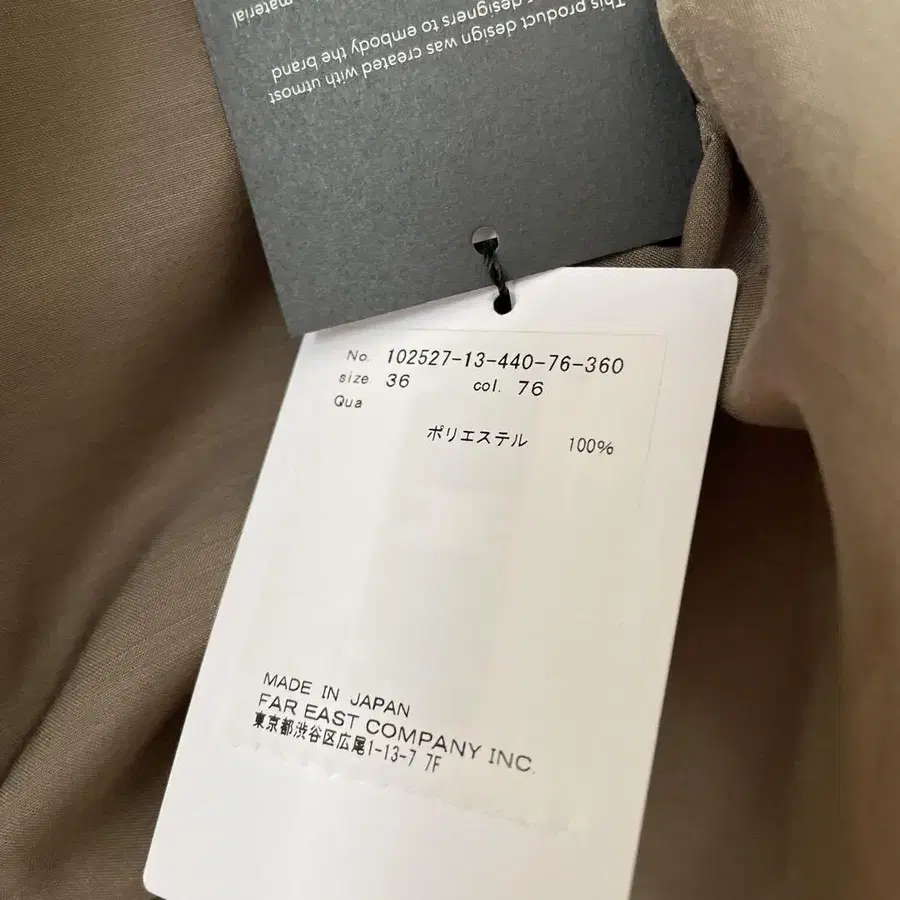 This product design was created with utmost
designers to embody the brand
material
No. 102527-13-440-76-360
size 36 col. 76
Qua
ポリエステル 100%
MADE IN JAPAN
FAR EAST COMPANY INC.
東京都渋谷区広尾1-13-7 7F